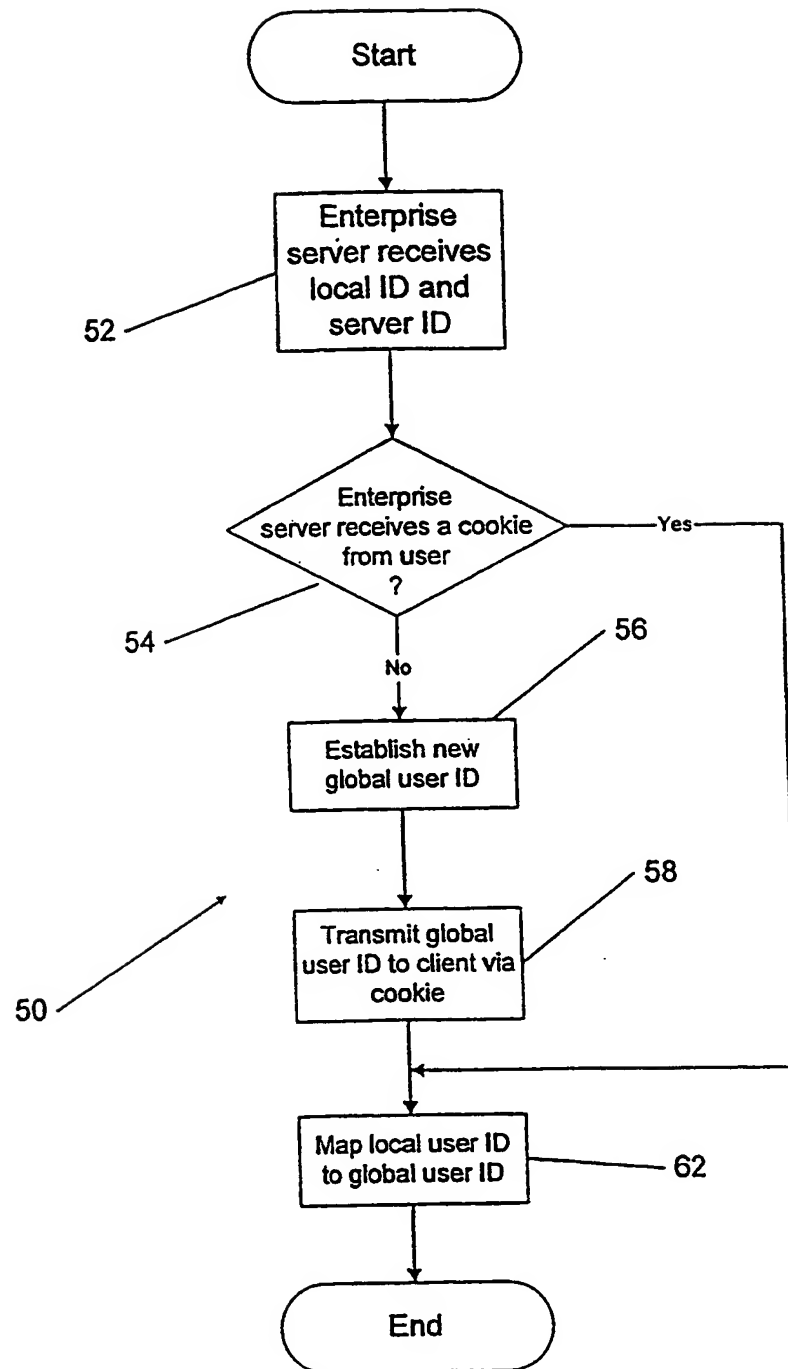 Start
Enterprise
server receives
local ID and
server ID
52
Enterprise
server receives a cookie
from user
?
Yes
54
No
56
Establish new
global user ID
58
Transmit global
user ID to client via
cookie
50
Map local user ID
to global user ID
62
End